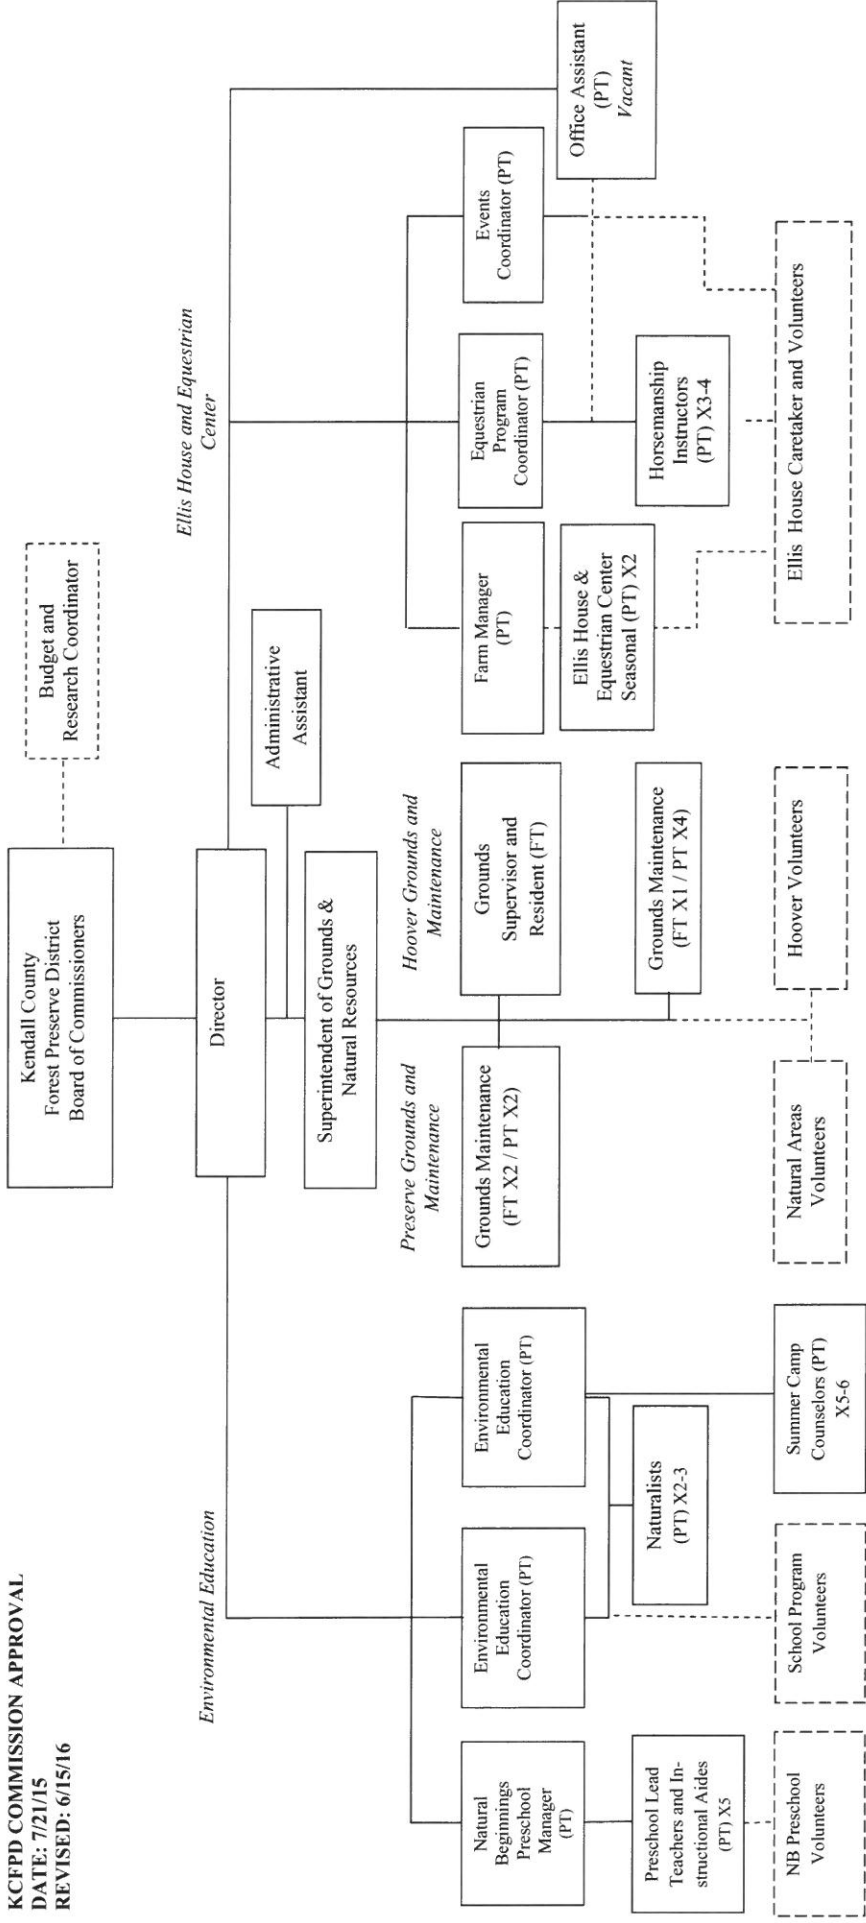 KCFPD COMMISSION APPROVAL
DATE: 7/21/15
REVISED: 6/15/16
Kendall County
Forest Preserve District
Board of Commissioners
Budget and
Research Coordinator
Director
Administrative
Assistant
Superintendent of Grounds &
Natural Resources
Environmental Education
Natural
Beginnings
Preschool
Manager
(PT)
Environmental
Education
Coordinator (PT)
Environmental
Education
Coordinator (PT)
Preschool Lead
Teachers and In-
structional Aides
(PT) X5
Naturalists
(PT) X2-3
NB Preschool
Volunteers
School Program
Volunteers
Summer Camp
Counselors (PT)
X5-6
Preserve Grounds and
Maintenance
Grounds Maintenance
(FT X2 / PT X2)
Natural Areas
Volunteers
Hoover Grounds and
Maintenance
Grounds
Supervisor and
Resident (FT)
Grounds Maintenance
(FT X1 / PT X4)
Hoover Volunteers
Ellis House and Equestrian
Center
Farm Manager
(PT)
Equestrian
Program
Coordinator (PT)
Events
Coordinator (PT)
Office Assistant
(PT)
Vacant
Ellis House &
Equestrian Center
Seasonal (PT) X2
Horsemanship
Instructors
(PT) X3-4
Ellis House Caretaker and Volunteers